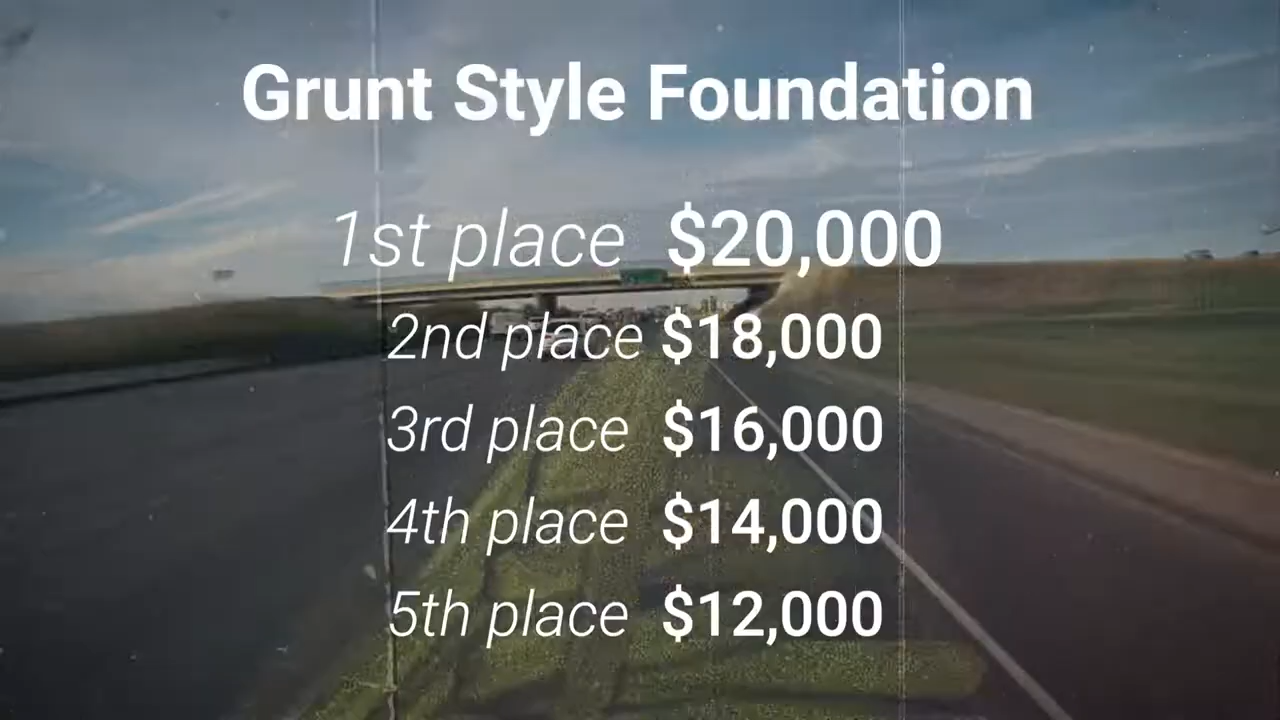 Grunt Style Foundation
1st place $20,000
2nd place $18,000
3rd place $16,000
4th place $14,000
5th place $12,000